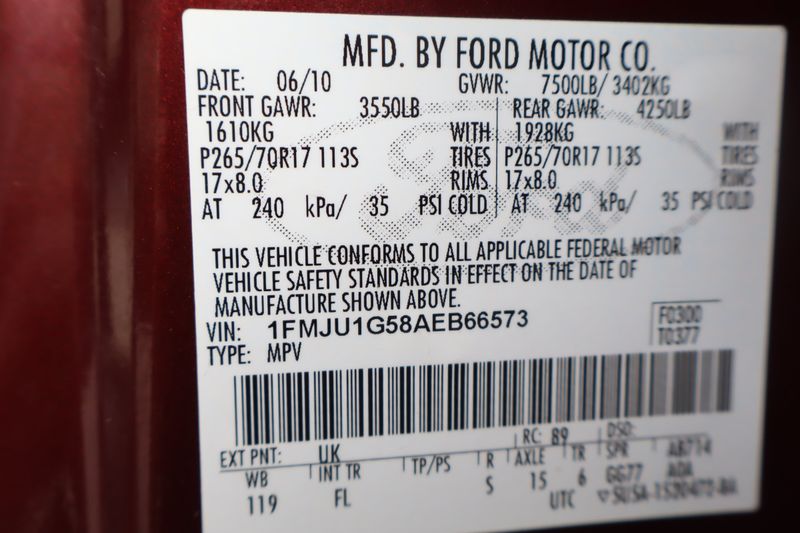 MFD. BY FORD MOTOR CO.
DATE: 06/10 GVWR: 7500LB/ 3402KG
FRONT GAWR: 3550LB REAR GAWR: 4250LB
1610KG WITH 1928KG WITH
P265/70R17 113S TIRES P265/70R17 113S TIRES
17x8.0 RIMS 17x8.0 RIMS
AT 240 kPa/ 35 PSI COLD AT 240 kPa/ 35 PSI COLD
THIS VEHICLE CONFORMS TO ALL APPLICABLE FEDERAL MOTOR
VEHICLE SAFETY STANDARDS IN EFFECT ON THE DATE OF
MANUFACTURE SHOWN ABOVE.
VIN: 1FMJU1G58AEB66573 F0300
TYPE: MPV T0377
EXT PNT: UK RC: 89 DSO:
WB INT TR TP/PS R AXLE TR SPR AB714
119 FL S 15 6 GG77 ADA
UTC